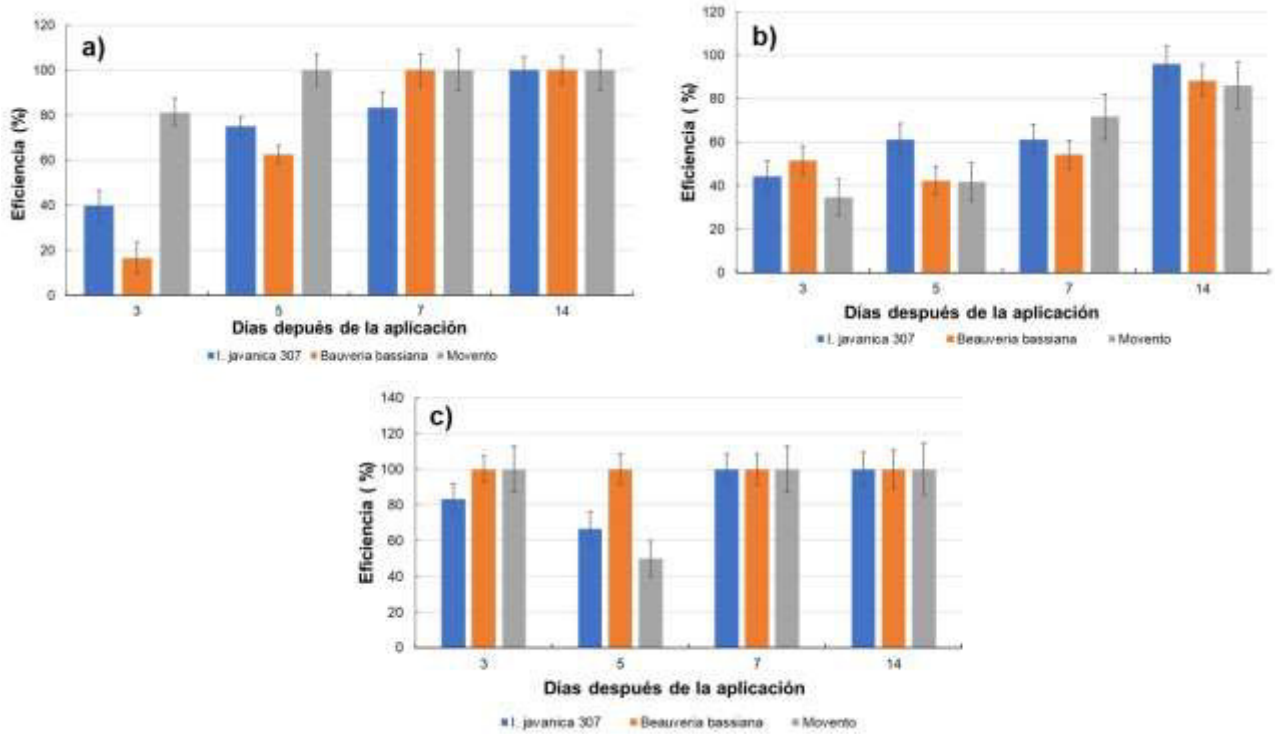 a)
120
100
80
60
40
20
0
Eficiencia (%)
3 5 7 14
Días depués de la aplicación
I. javanica 307 Bauveria bassiana Movento
b)
120
100
80
60
40
20
0
Eficiencia ( %)
3 5 7 14
Días después de la aplicación
I. javanica 307 Beauveria bassiana Movento
c)
140
120
100
80
60
40
20
0
Eficiencia ( %)
3 5 7 14
Días después de la aplicación
I. javanica 307 Beauveria bassiana Movento